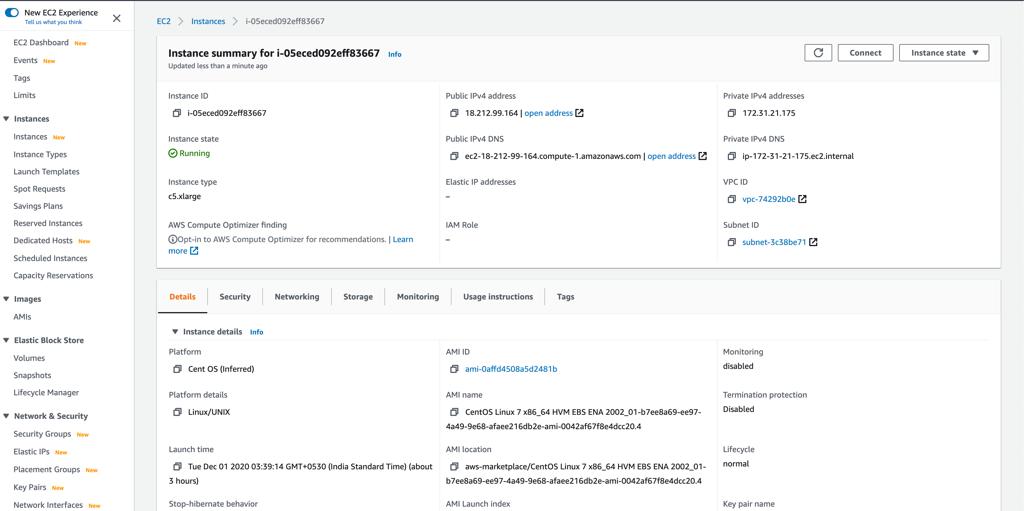 New EC2 Experience
Tell us what you think
EC2 Dashboard New
Events New
Tags
Limits
Instances
Instances New
Instance Types
Launch Templates
Spot Requests
Savings Plans
Reserved Instances
Dedicated Hosts New
Scheduled Instances
Capacity Reservations
Images
AMIs
Elastic Block Store
Volumes
Snapshots
Lifecycle Manager
Network & Security
Security Groups New
Elastic IPs New
Placement Groups New
Key Pairs New
Network Interfaces New
EC2 > Instances > i-05eced092eff83667
Instance summary for i-05eced092eff83667 Info
Updated less than a minute ago
Connect
Instance state
Instance ID
i-05eced092eff83667
Public IPv4 address
18.212.99.164 | open address
Private IPv4 addresses
172.31.21.175
Instance state
Running
Public IPv4 DNS
ec2-18-212-99-164.compute-1.amazonaws.com | open address
Private IPv4 DNS
ip-172-31-21-175.ec2.internal
Instance type
c5.xlarge
Elastic IP addresses
–
VPC ID
vpc-74292b0e
AWS Compute Optimizer finding
Opt-in to AWS Compute Optimizer for recommendations. | Learn
more
IAM Role
–
Subnet ID
subnet-3c38be71
Details
Security
Networking
Storage
Monitoring
Usage instructions
Tags
Instance details Info
Platform
Cent OS (Inferred)
AMI ID
ami-0affd4508a5d2481b
Monitoring
disabled
Platform details
Linux/UNIX
AMI name
CentOS Linux 7 x86_64 HVM EBS ENA 2002_01-b7ee8a69-ee97-
4a49-9e68-afaee216db2e-ami-0042af67f8e4dcc20.4
Termination protection
Disabled
Launch time
Tue Dec 01 2020 03:39:14 GMT+0530 (India Standard Time) (about
3 hours)
AMI location
aws-marketplace/CentOS Linux 7 x86_64 HVM EBS ENA 2002_01-
b7ee8a69-ee97-4a49-9e68-afaee216db2e-ami-0042af67f8e4dcc20.4
Lifecycle
normal
Stop-hibernate behavior
AMI Launch index
Key pair name